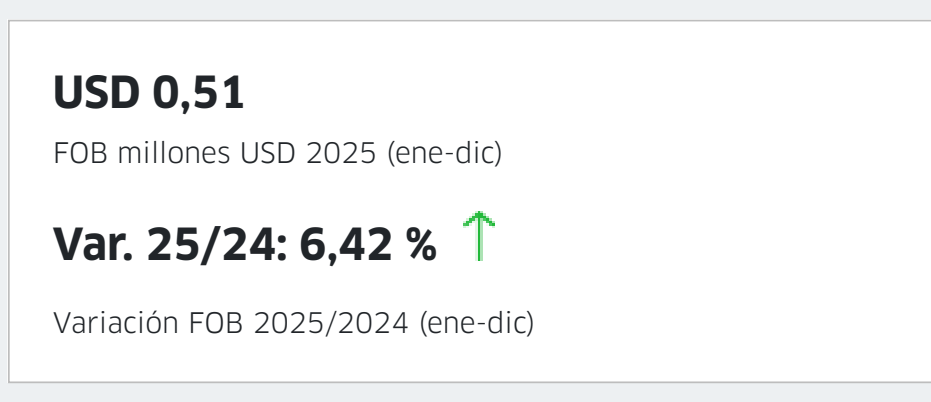 USD 0,51
FOB millones USD 2025 (ene-dic)
Var. 25/24: 6,42 %
Variación FOB 2025/2024 (ene-dic)